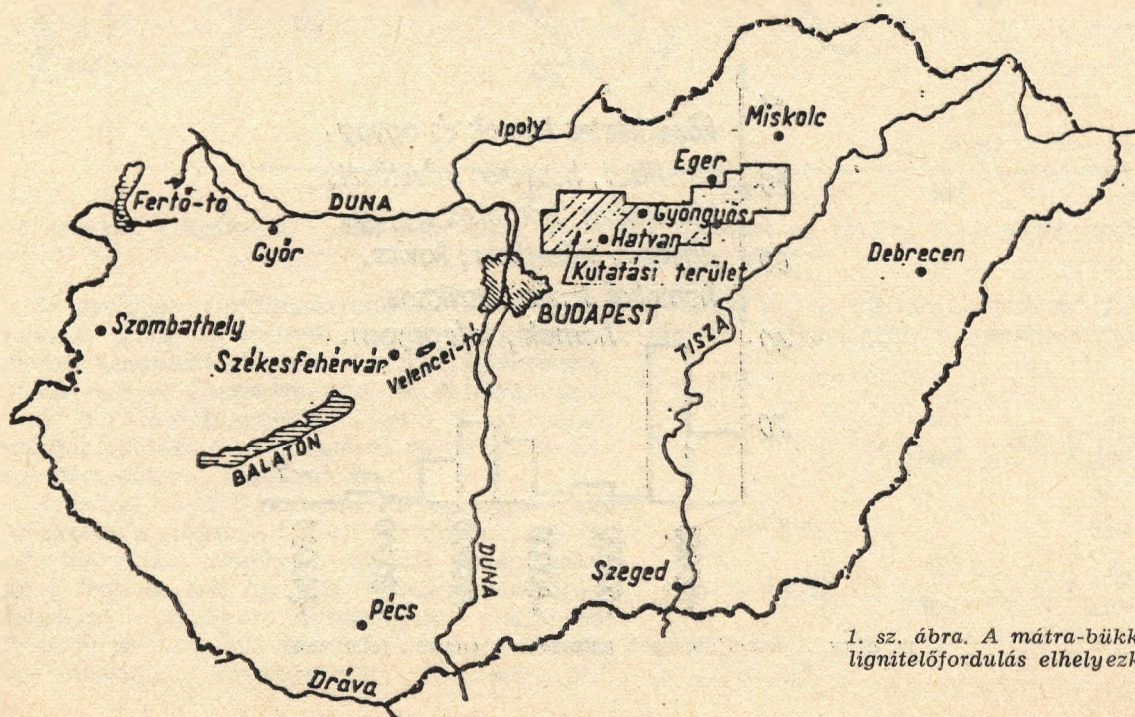 Ipoly
Miskolc
Eger
Fertő-tó
DUNA
Gyöngyös
Hatvan
Győr
Kutatási terület
Debrecen
BUDAPEST
Szombathely
TISZA
Székesfehérvár
Velencei-tó
BALATON
DUNA
Szeged
Pécs
Dráva
1. sz. ábra. A mátra-bükk
lignitelőfordulás elhelyezk